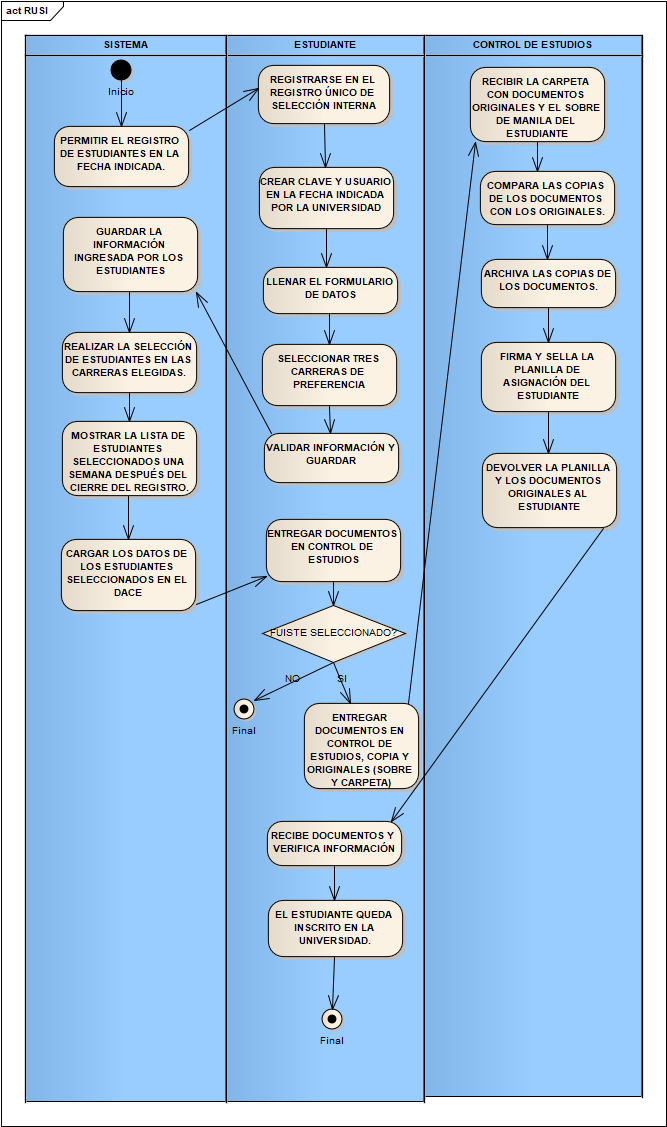 act RUSI
SISTEMA
ESTUDIANTE
CONTROL DE ESTUDIOS
Inicio
PERMITIR EL REGISTRO
DE ESTUDIANTES EN LA
FECHA INDICADA.
REGISTRARSE EN EL
REGISTRO ÚNICO DE
SELECCIÓN INTERNA
CREAR CLAVE Y USUARIO
EN LA FECHA INDICADA
POR LA UNIVERSIDAD
LLENAR EL FORMULARIO
DE DATOS
SELECCIONAR TRES
CARRERAS DE
PREFERENCIA
VALIDAR INFORMACIÓN Y
GUARDAR
GUARDAR LA
INFORMACIÓN
INGRESADA POR LOS
ESTUDIANTES
REALIZAR LA SELECCIÓN
DE ESTUDIANTES EN LAS
CARRERAS ELEGIDAS.
MOSTRAR LA LISTA DE
ESTUDIANTES
SELECCIONADOS UNA
SEMANA DESPUÉS DEL
CIERRE DEL REGISTRO.
CARGAR LOS DATOS DE
LOS ESTUDIANTES
SELECCIONADOS EN EL
DACE
ENTREGAR DOCUMENTOS
EN CONTROL DE
ESTUDIOS
FUISTE SELECCIONADO?
NO
SI
Final
ENTREGAR
DOCUMENTOS EN
CONTROL DE
ESTUDIOS, COPIA Y
ORIGINALES (SOBRE
Y CARPETA)
RECIBIR LA CARPETA
CON DOCUMENTOS
ORIGINALES Y EL SOBRE
DE MANILA DEL
ESTUDIANTE
COMPARA LAS COPIAS
DE LOS DOCUMENTOS
CON LOS ORIGINALES.
ARCHIVA LAS COPIAS DE
LOS DOCUMENTOS.
FIRMA Y SELLA LA
PLANILLA DE
ASIGNACIÓN DEL
ESTUDIANTE
DEVOLVER LA PLANILLA
Y LOS DOCUMENTOS
ORIGINALES AL
ESTUDIANTE
RECIBE DOCUMENTOS Y
VERIFICA INFORMACIÓN
EL ESTUDIANTE QUEDA
INSCRITO EN LA
UNIVERSIDAD.
Final